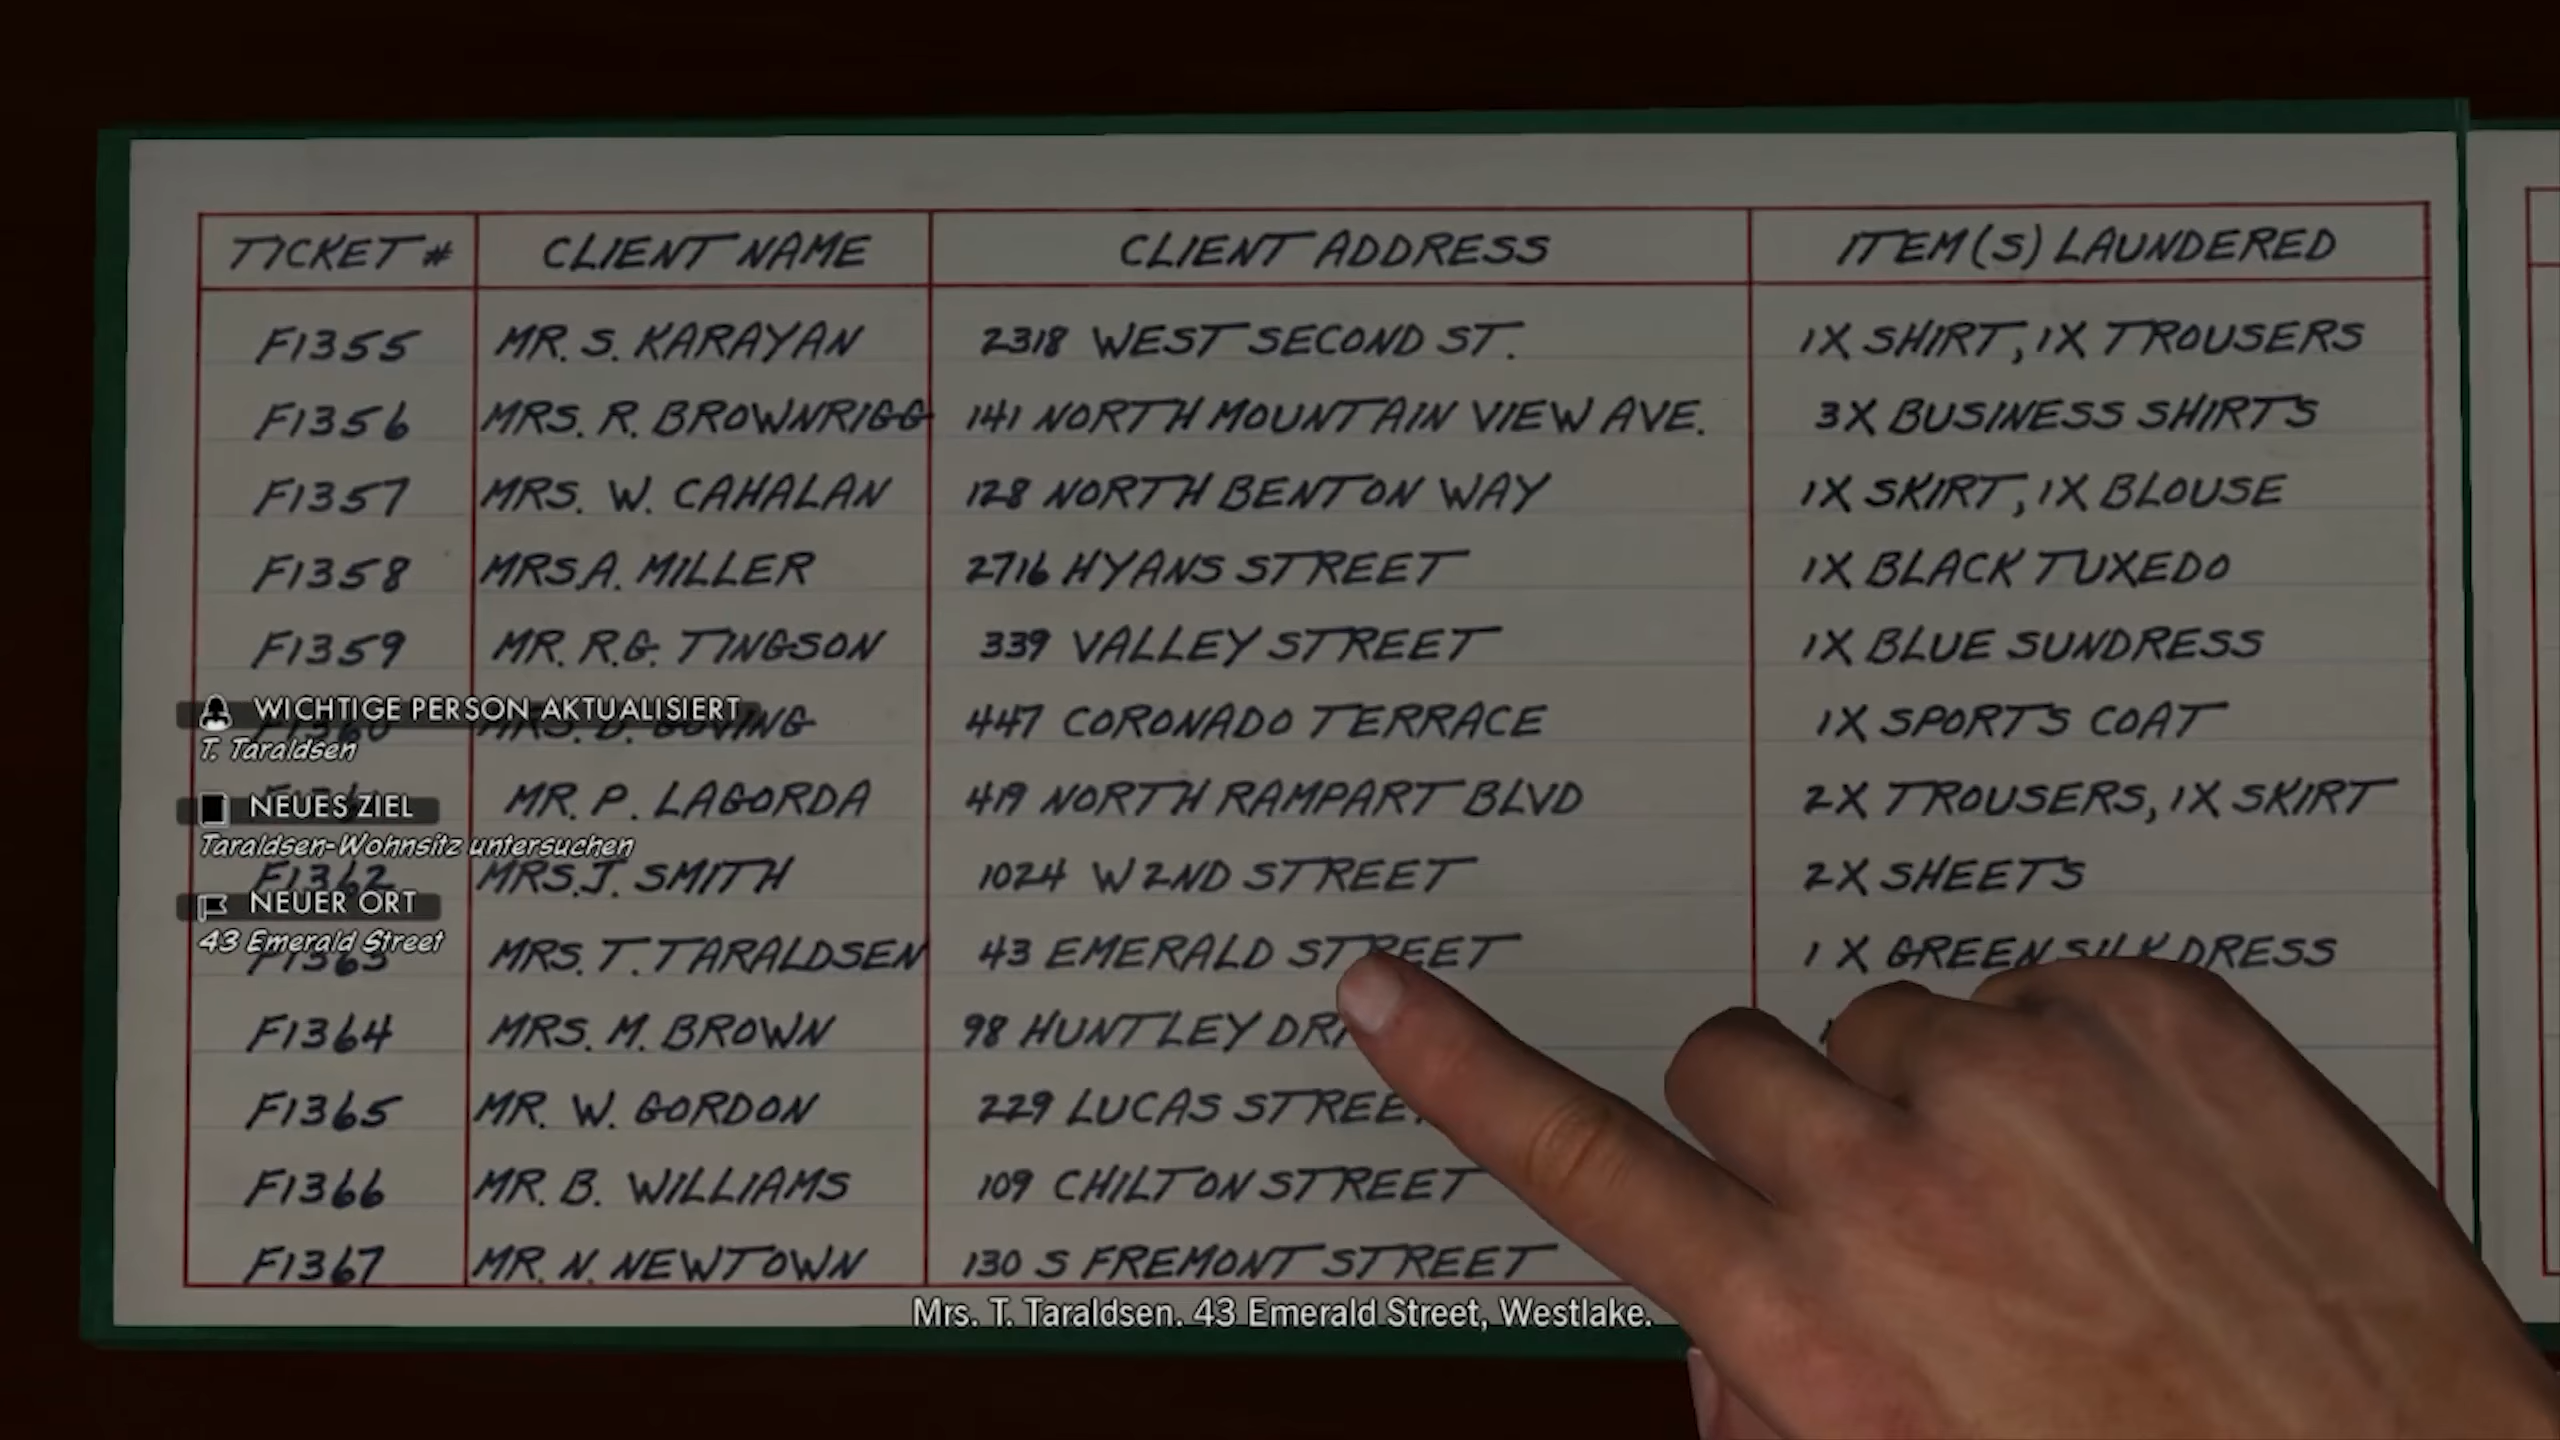 TICKET # CLIENT NAME CLIENT ADDRESS ITEM(S) LAUNDERED
F1355 MR. S. KARAYAN 2318 WEST SECOND ST. 1X SHIRT, 1X TROUSERS
F1356 MRS. R. BROWNRIGG 141 NORTH MOUNTAIN VIEW AVE. 3X BUSINESS SHIRTS
F1357 MRS. W. CAHALAN 128 NORTH BENTON WAY 1X SKIRT, 1X BLOUSE
F1358 MRS A. MILLER 2716 HYANS STREET 1X BLACK TUXEDO
F1359 MR. R.G. TINGSON 339 VALLEY STREET 1X BLUE SUNDRESS
WICHTIGE PERSON AKTUALISIERT
F1360 MRS. 447 CORONADO TERRACE 1X SPORTS COAT
T. Taraldsen
MR. P. LAGORDA 419 NORTH RAMPART BLVD 2X TROUSERS, 1X SKIRT
NEUES ZIEL
Taraldsen-Wohnsitz untersuchen
F1362 MRS. J. SMITH 1024 W 2ND STREET 2X SHEETS
NEUER ORT
43 Emerald Street
F1363 MRS. T. TARALDSEN 43 EMERALD STREET 1 X GREEN SILK DRESS
F1364 MRS. M. BROWN 98 HUNTLEY
F1365 MR. W. GORDON 229 LUCAS STREET
F1366 MR. B. WILLIAMS 109 CHILTON STREET
F1367 MR. N. NEWTOWN 130 S FREMONT STREET
Mrs. T. Taraldsen. 43 Emerald Street, Westlake.